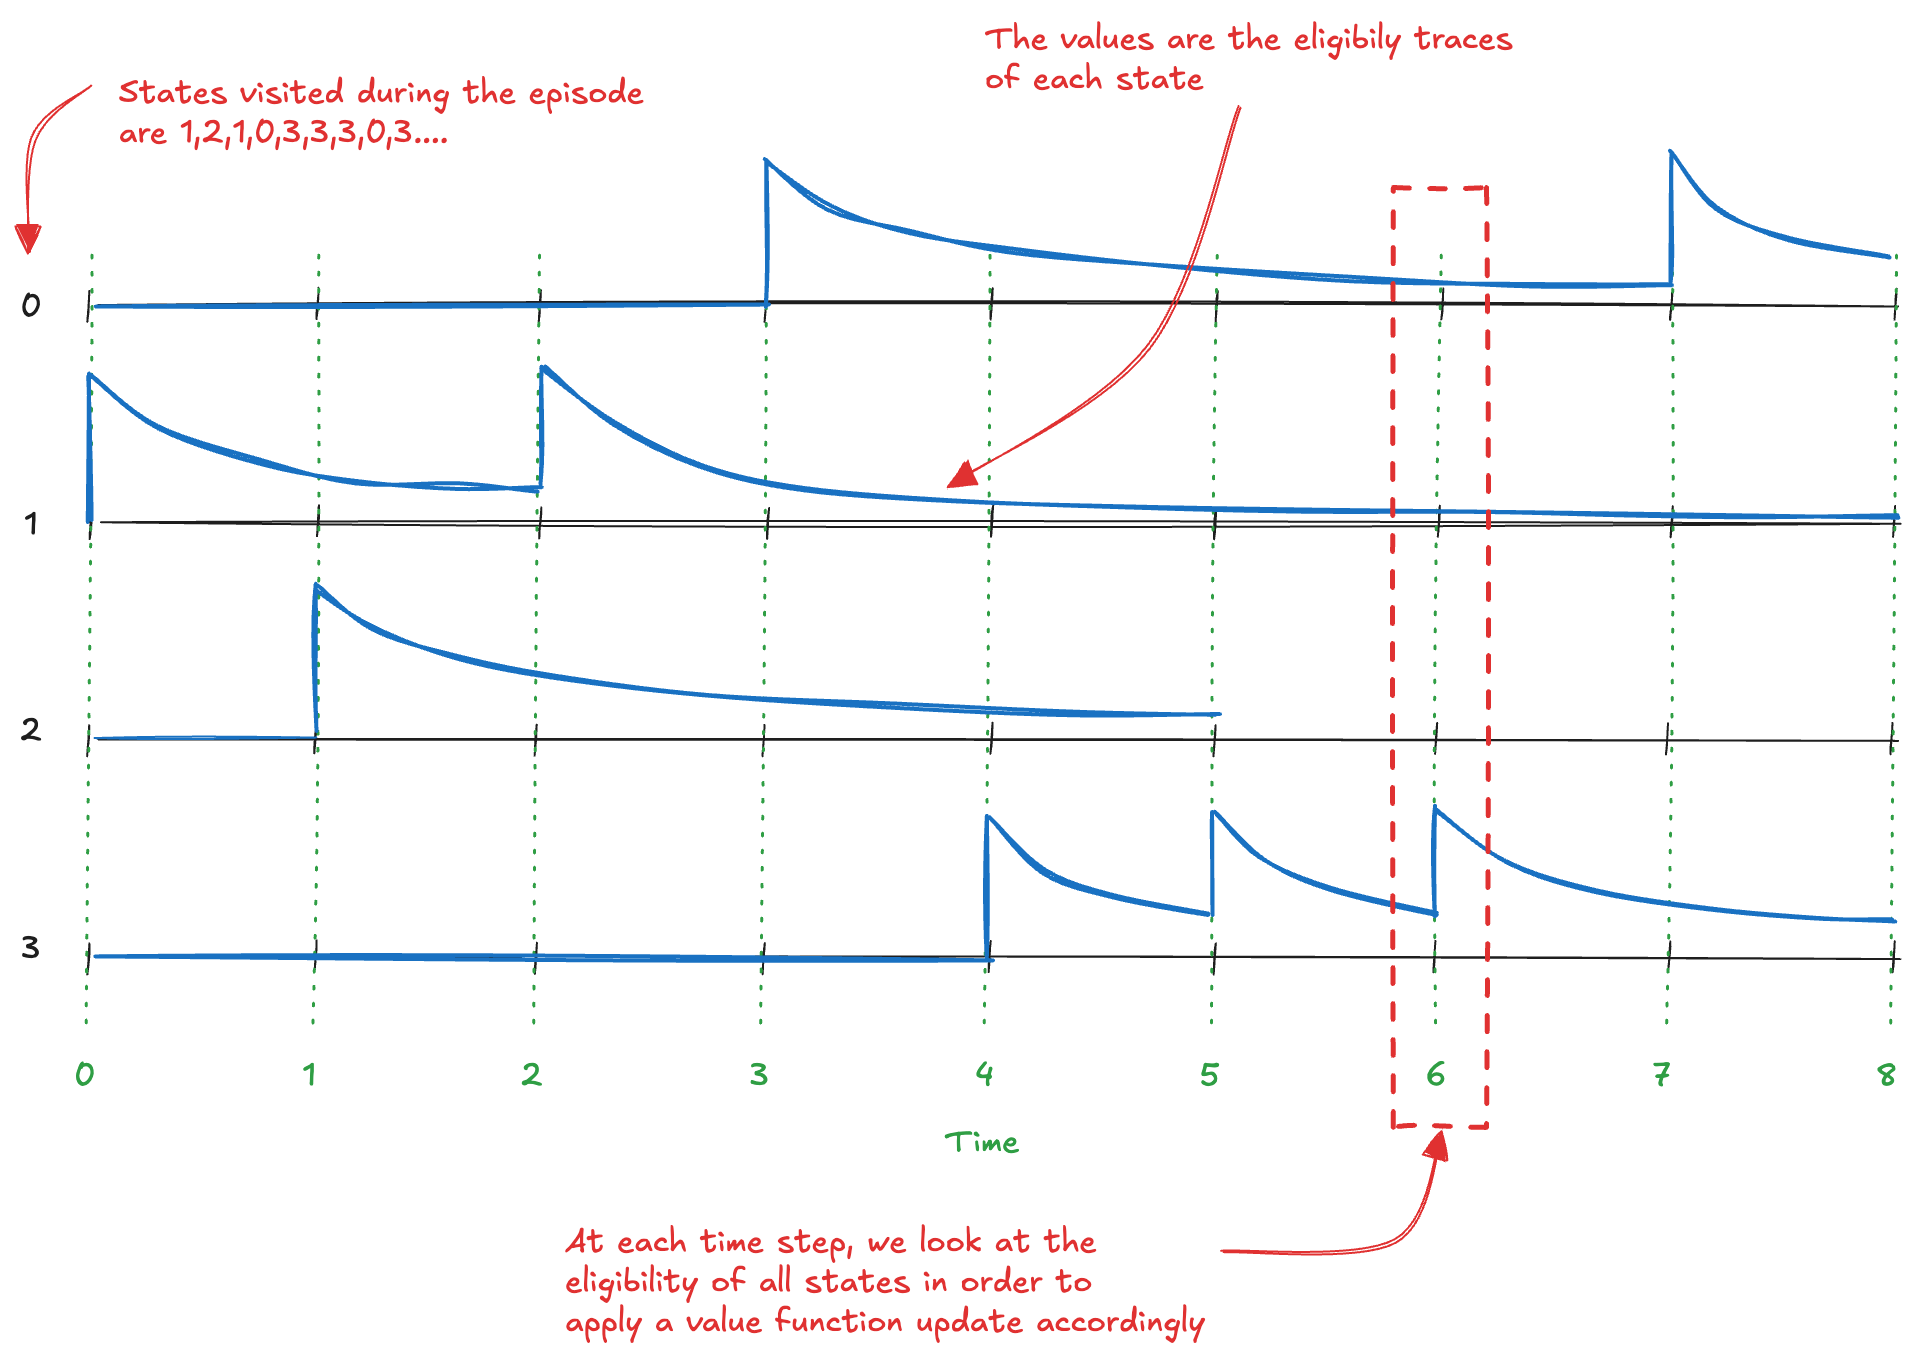 The values are the eligibily traces
of each state
States visited during the episode
are 1,2,1,0,3,3,3,0,3....
0
1
2
3
0 1 2 3 4 5 6 7 8
Time
At each time step, we look at the
eligibility of all states in order to
apply a value function update accordingly